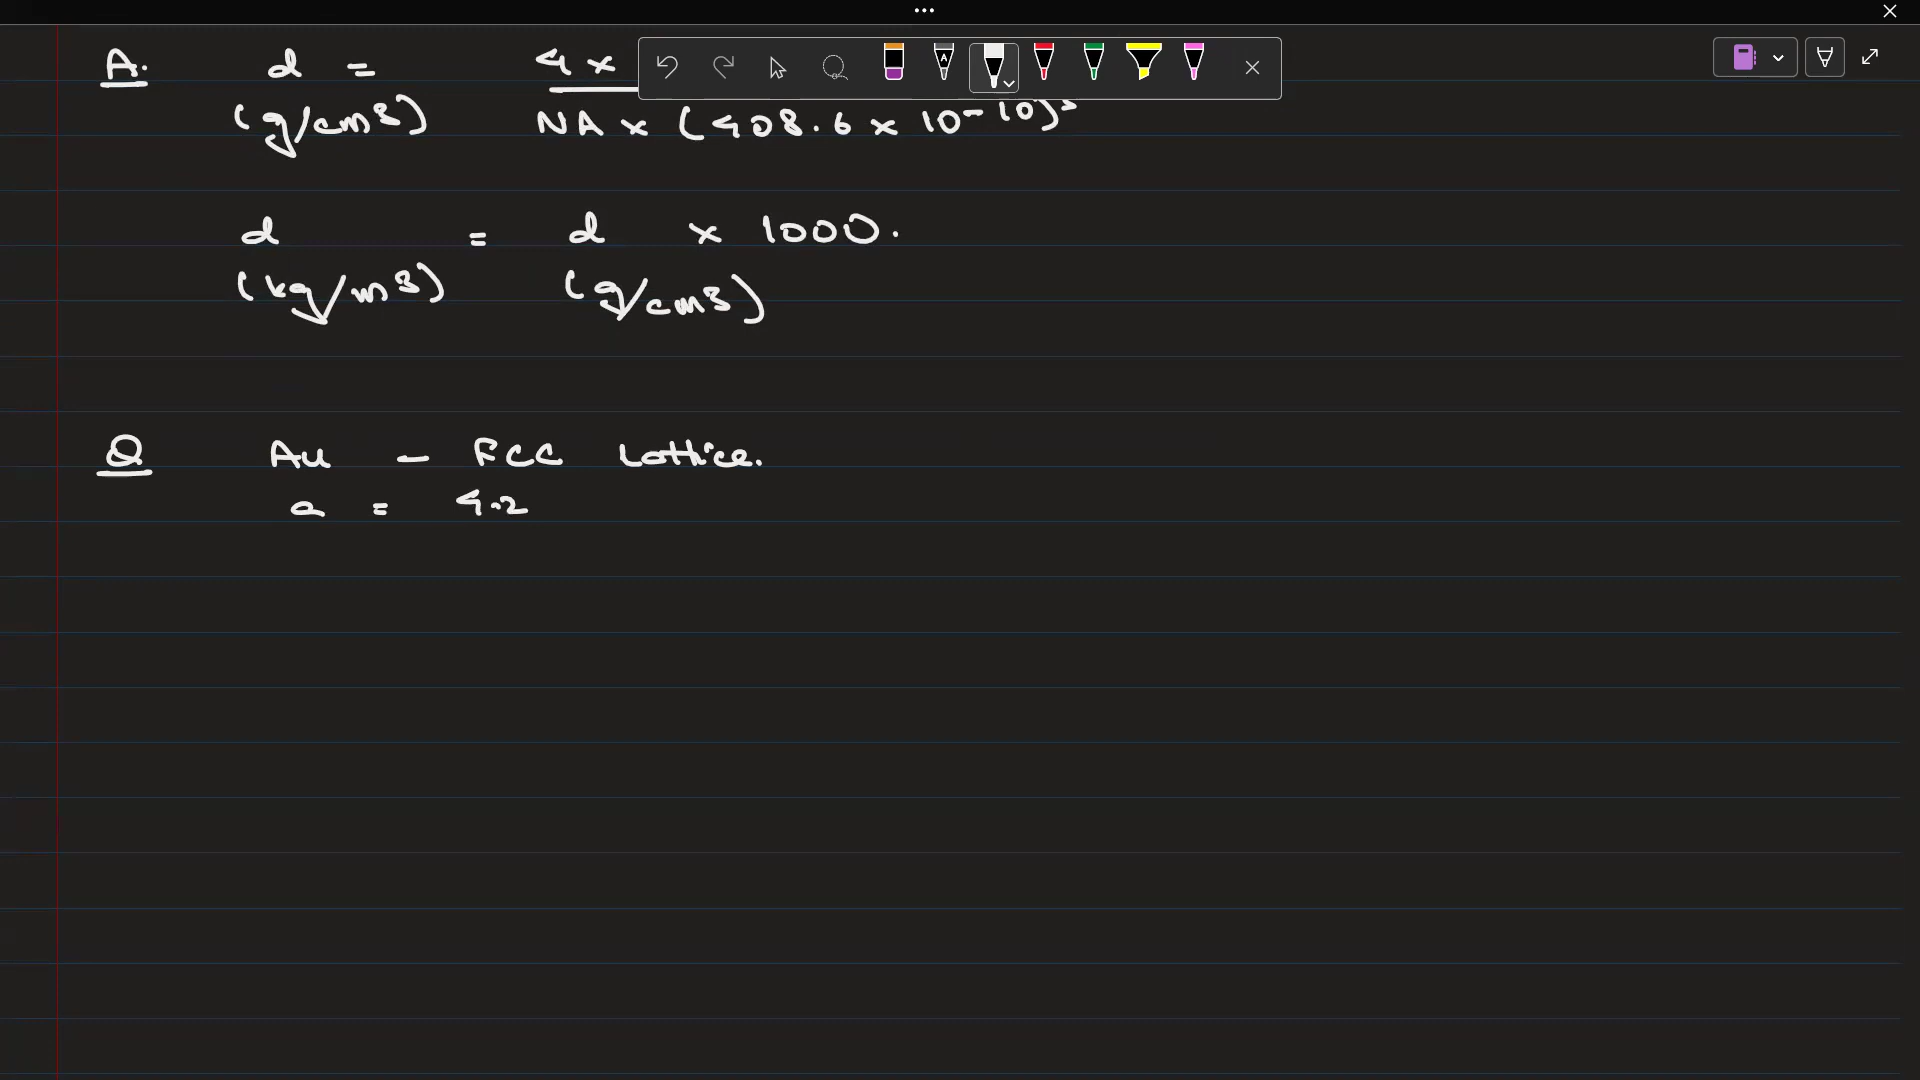 A. d = 4 x
(g/cm3) NA x (408.6 x 10-10)3
d = d x 1000.
(kg/m3) (g/cm3)
Q Au - FCC Lattice.
a = 4.2